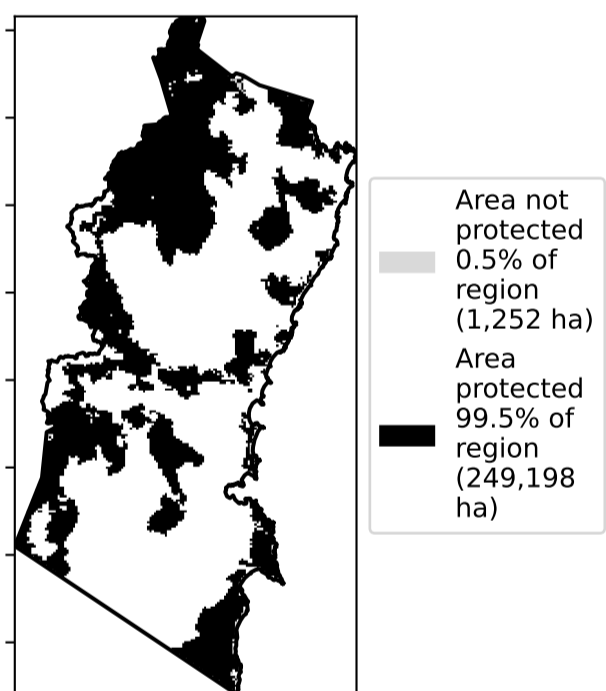 Area not
protected
0.5% of
region
(1,252 ha)
Area
protected
99.5% of
region
(249,198
ha)